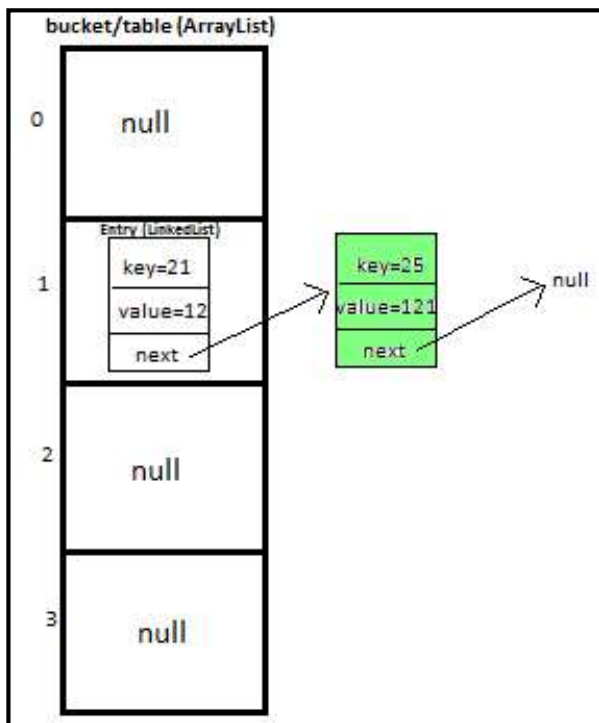 bucket/table (ArrayList)
0
null
Entry (LinkedList)
1
key=21
value=12
next
key=25
value=121
next
null
2
null
3
null